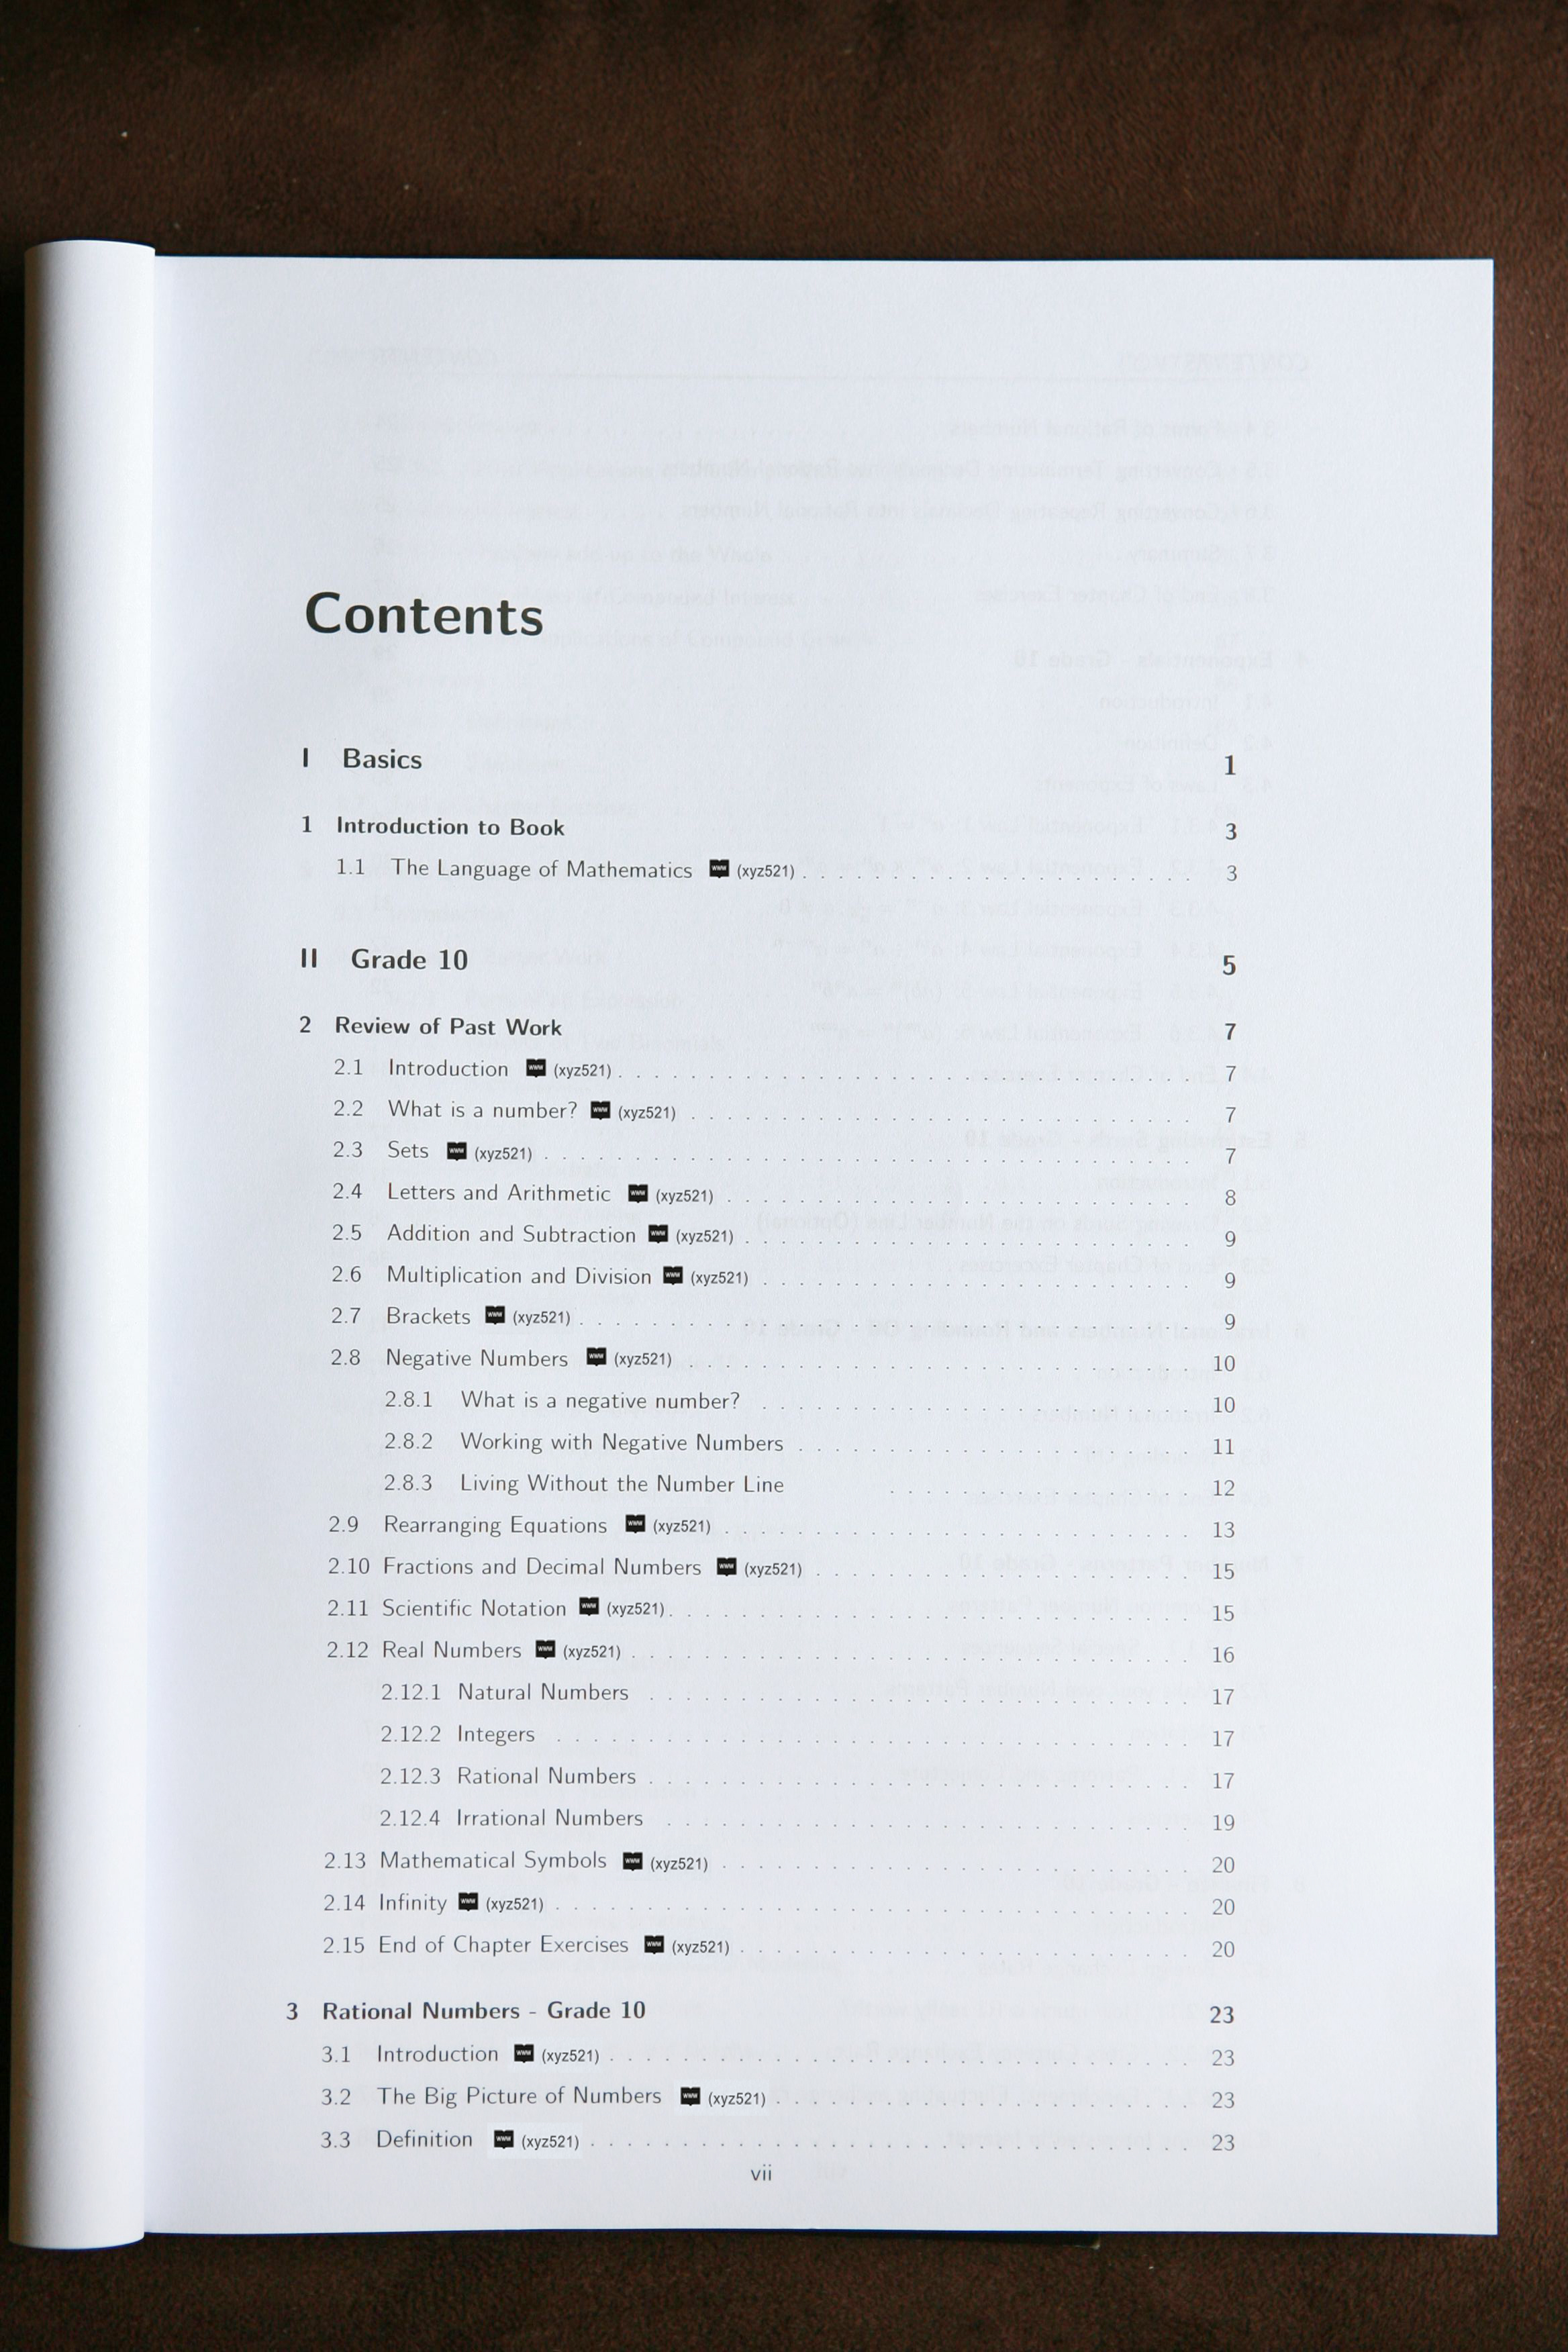 Contents
I Basics 1
1 Introduction to Book 3
1.1 The Language of Mathematics www (xyz521) . . . . . . . . . . . . . . . . . . . . . . 3
II Grade 10 5
2 Review of Past Work 7
2.1 Introduction www (xyz521) . . . . . . . . . . . . . . . . . . . . . . 7
2.2 What is a number? www (xyz521) . . . . . . . . . . . . . . . . . . . . . . 7
2.3 Sets www (xyz521) . . . . . . . . . . . . . . . . . . . . . . 7
2.4 Letters and Arithmetic www (xyz521) . . . . . . . . . . . . . . . . . . . . . . 8
2.5 Addition and Subtraction www (xyz521) . . . . . . . . . . . . . . . . . . . . . . 9
2.6 Multiplication and Division www (xyz521) . . . . . . . . . . . . . . . . . . . . . . 9
2.7 Brackets www (xyz521) . . . . . . . . . . . . . . . . . . . . . . 9
2.8 Negative Numbers www (xyz521) . . . . . . . . . . . . . . . . . . . . . . 10
2.8.1 What is a negative number? . . . . . . . . . . . . . . . . . . . . . . 10
2.8.2 Working with Negative Numbers . . . . . . . . . . . . . . . . . . . . . . 11
2.8.3 Living Without the Number Line . . . . . . . . . . . . . . 12
2.9 Rearranging Equations www (xyz521) . . . . . . . . . . . . . . . . . . . . . . 13
2.10 Fractions and Decimal Numbers www (xyz521) . . . . . . . . . . . . . . . . . . . . . . 15
2.11 Scientific Notation www (xyz521) . . . . . . . . . . . . . . . . . . . . . . 15
2.12 Real Numbers www (xyz521) . . . . . . . . . . . . . . . . . . . . . . 16
2.12.1 Natural Numbers . . . . . . . . . . . . . . . . . . . . . . 17
2.12.2 Integers . . . . . . . . . . . . . . . . . . . . . . 17
2.12.3 Rational Numbers . . . . . . . . . . . . . . . . . . . . . . 17
2.12.4 Irrational Numbers . . . . . . . . . . . . . . . . . . . . . . 19
2.13 Mathematical Symbols www (xyz521) . . . . . . . . . . . . . . . . . . . . . . 20
2.14 Infinity www (xyz521) . . . . . . . . . . . . . . . . . . . . . . 20
2.15 End of Chapter Exercises www (xyz521) . . . . . . . . . . . . . . . . . . . . . . 20
3 Rational Numbers - Grade 10 23
3.1 Introduction www (xyz521) . . . . . . . . . . . . . . . . . . . . . . 23
3.2 The Big Picture of Numbers www (xyz521) . . . . . . . . . . . . . . . . . . . . . . 23
3.3 Definition www (xyz521) . . . . . . . . . . . . . . . . . . . . . . 23
vii